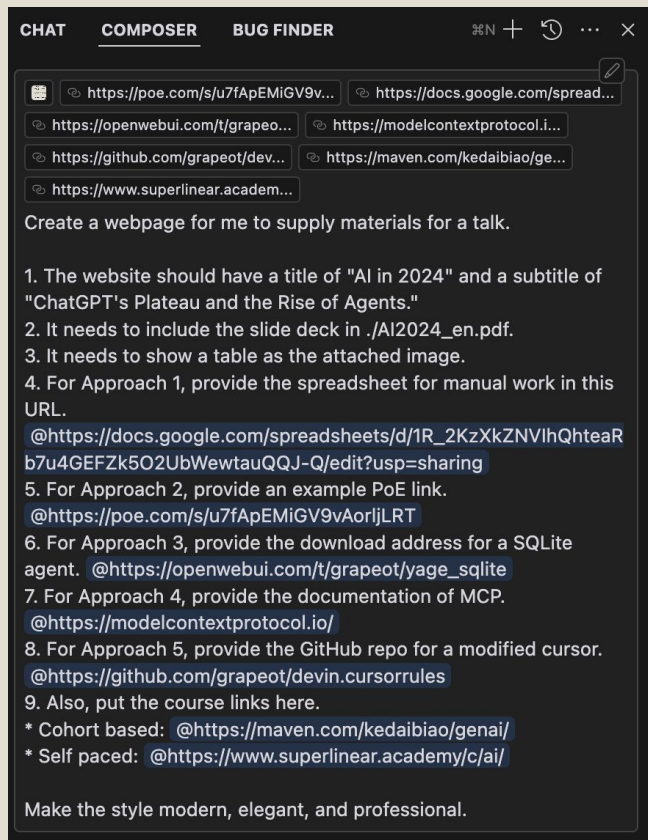 CHAT COMPOSER BUG FINDER ⌘N
https://poe.com/s/u7fApEMiGV9v... https://docs.google.com/spread...
https://openwebui.com/t/grapeo... https://modelcontextprotocol.i...
https://github.com/grapeot/dev... https://maven.com/kedaibiao/ge...
https://www.superlinear.academ...
Create a webpage for me to supply materials for a talk.
1. The website should have a title of "AI in 2024" and a subtitle of
"ChatGPT's Plateau and the Rise of Agents."
2. It needs to include the slide deck in ./AI2024_en.pdf.
3. It needs to show a table as the attached image.
4. For Approach 1, provide the spreadsheet for manual work in this
URL.
@https://docs.google.com/spreadsheets/d/1R_2KzXkZNVIhQhteaR
b7u4GEFZk5O2UbWewtauQQJ-Q/edit?usp=sharing
5. For Approach 2, provide an example PoE link.
@https://poe.com/s/u7fApEMiGV9vAorljLRT
6. For Approach 3, provide the download address for a SQLite
agent. @https://openwebui.com/t/grapeot/yage_sqlite
7. For Approach 4, provide the documentation of MCP.
@https://modelcontextprotocol.io/
8. For Approach 5, provide the GitHub repo for a modified cursor.
@https://github.com/grapeot/devin.cursorrules
9. Also, put the course links here.
* Cohort based: @https://maven.com/kedaibiao/genai/
* Self paced: @https://www.superlinear.academy/c/ai/
Make the style modern, elegant, and professional.